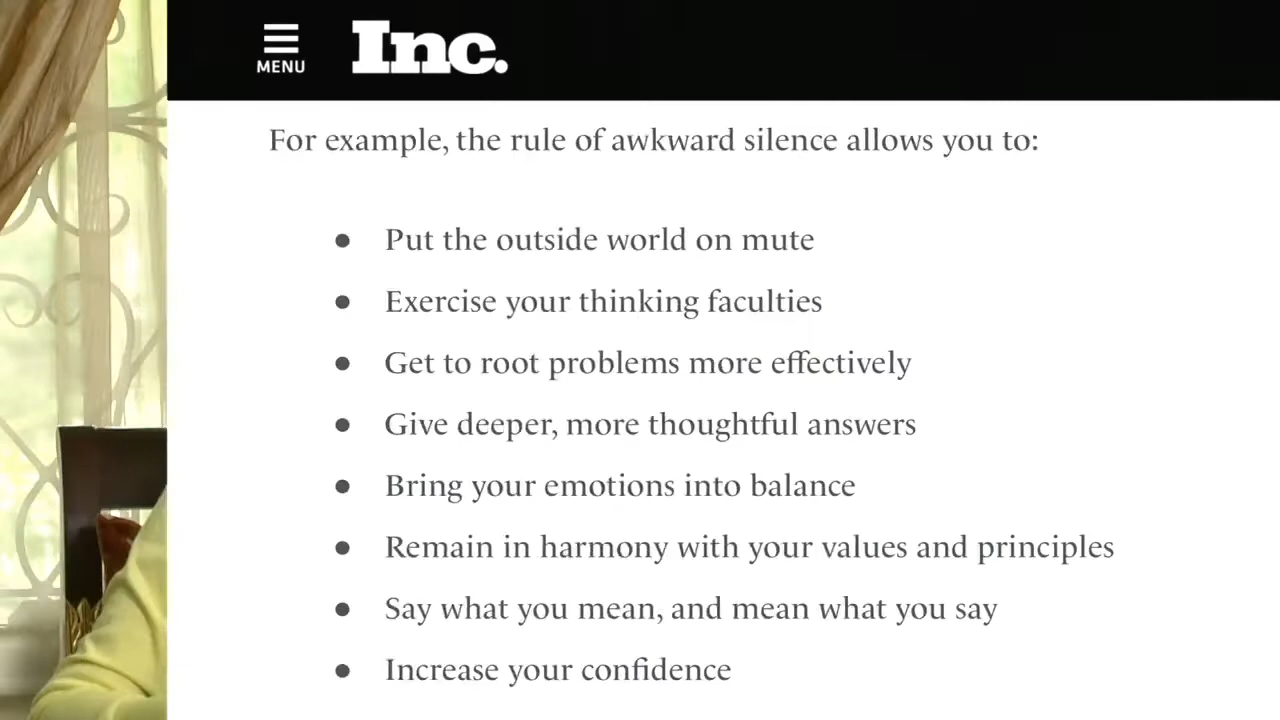 MENU
Inc.
For example, the rule of awkward silence allows you to:
● Put the outside world on mute
● Exercise your thinking faculties
● Get to root problems more effectively
● Give deeper, more thoughtful answers
● Bring your emotions into balance
● Remain in harmony with your values and principles
● Say what you mean, and mean what you say
● Increase your confidence